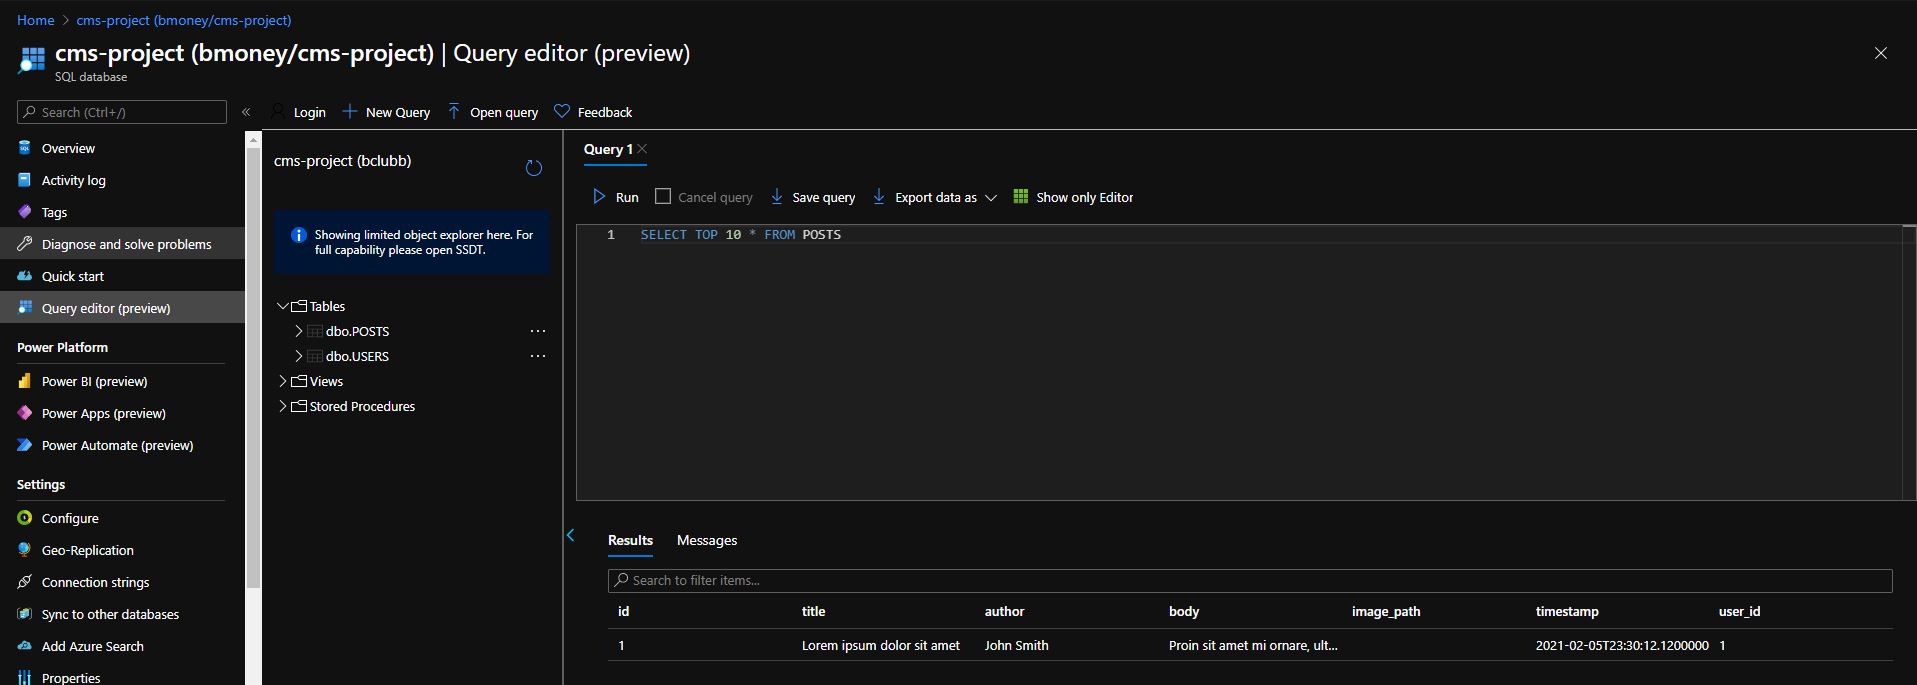 Home > cms-project (bmoney/cms-project)
cms-project (bmoney/cms-project) | Query editor (preview)
SQL database
Search (Ctrl+/)
«
Login
New Query
Open query
Feedback
Overview
Activity log
Tags
Diagnose and solve problems
Quick start
Query editor (preview)
Power Platform
Power BI (preview)
Power Apps (preview)
Power Automate (preview)
Settings
Configure
Geo-Replication
Connection strings
Sync to other databases
Add Azure Search
Properties
cms-project (bclubb)
Showing limited object explorer here. For
full capability please open SSDT.
Tables
dbo.POSTS ...
dbo.USERS ...
Views
Stored Procedures
Query 1
Run
Cancel query
Save query
Export data as
Show only Editor
1 SELECT TOP 10 * FROM POSTS
Results Messages
Search to filter items...
id title author body image_path timestamp user_id
1 Lorem ipsum dolor sit amet John Smith Proin sit amet mi ornare, ult... 2021-02-05T23:30:12.1200000 1